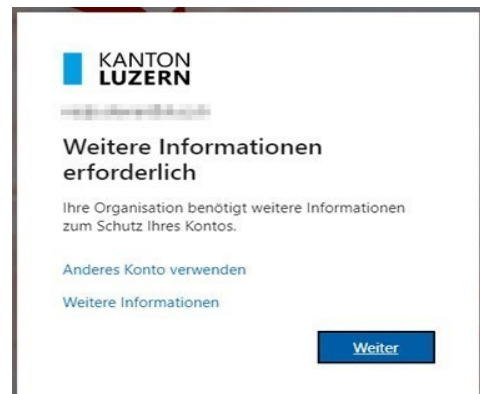 KANTON
LUZERN
Weitere Informationen
erforderlich
Ihre Organisation benötigt weitere Informationen
zum Schutz Ihres Kontos.
Anderes Konto verwenden
Weitere Informationen
Weiter